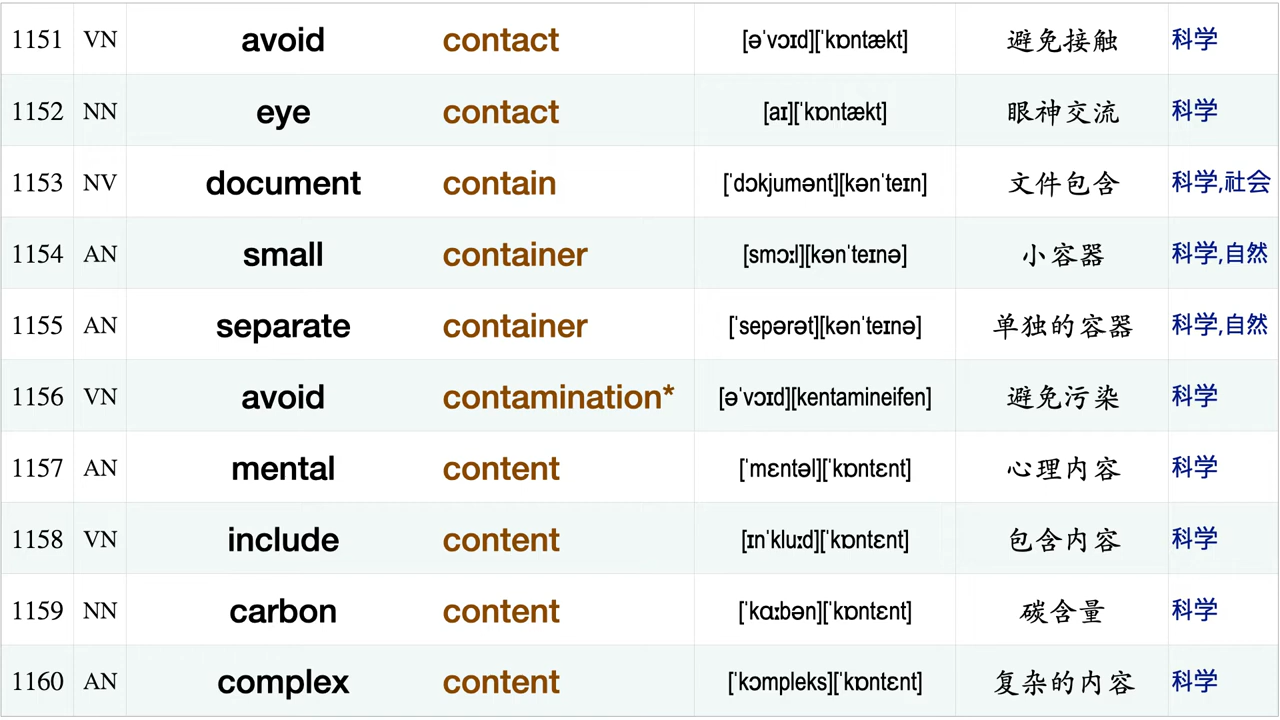 1151 VN avoid contact [əˈvɔɪd][ˈkɒntækt] 避免接触 科学
1152 NN eye contact [aɪ][ˈkɒntækt] 眼神交流 科学
1153 NV document contain [ˈdɔkjumənt][kənˈteɪn] 文件包含 科学,社会
1154 AN small container [smɔːl][kənˈteɪnə] 小容器 科学,自然
1155 AN separate container [ˈsepərət][kənˈteɪnə] 单独的容器 科学,自然
1156 VN avoid contamination* [əˈvɔɪd][kentamineifen] 避免污染 科学
1157 AN mental content [ˈmɛntəl][ˈkɒntɛnt] 心理内容 科学
1158 VN include content [ɪnˈkluːd][ˈkɒntɛnt] 包含内容 科学
1159 NN carbon content [ˈkɑːbən][ˈkɒntɛnt] 碳含量 科学
1160 AN complex content [ˈkɔmpleks][ˈkɒntɛnt] 复杂的内容 科学